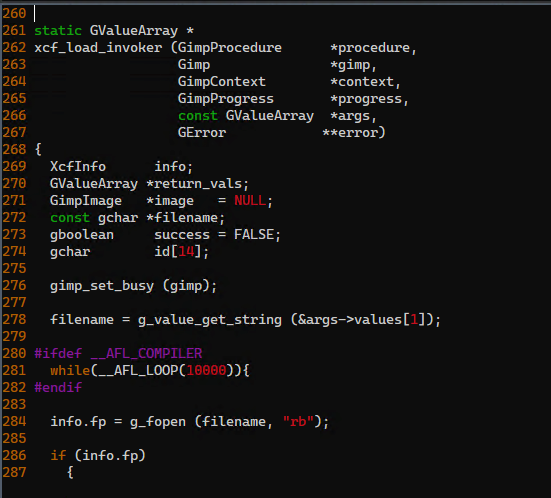 260
261 static GValueArray *
262 xcf_load_invoker (GimpProcedure      *procedure,
263                   Gimp               *gimp,
264                   GimpContext        *context,
265                   GimpProgress       *progress,
266                   const GValueArray  *args,
267                   GError            **error)
268 {
269   XcfInfo      info;
270   GValueArray *return_vals;
271   GimpImage   *image   = NULL;
272   const gchar *filename;
273   gboolean     success = FALSE;
274   gchar        id[14];
275
276   gimp_set_busy (gimp);
277
278   filename = g_value_get_string (&args->values[1]);
279
280 #ifdef __AFL_COMPILER
281   while(__AFL_LOOP(10000)){
282 #endif
283
284   info.fp = g_fopen (filename, "rb");
285
286   if (info.fp)
287     {